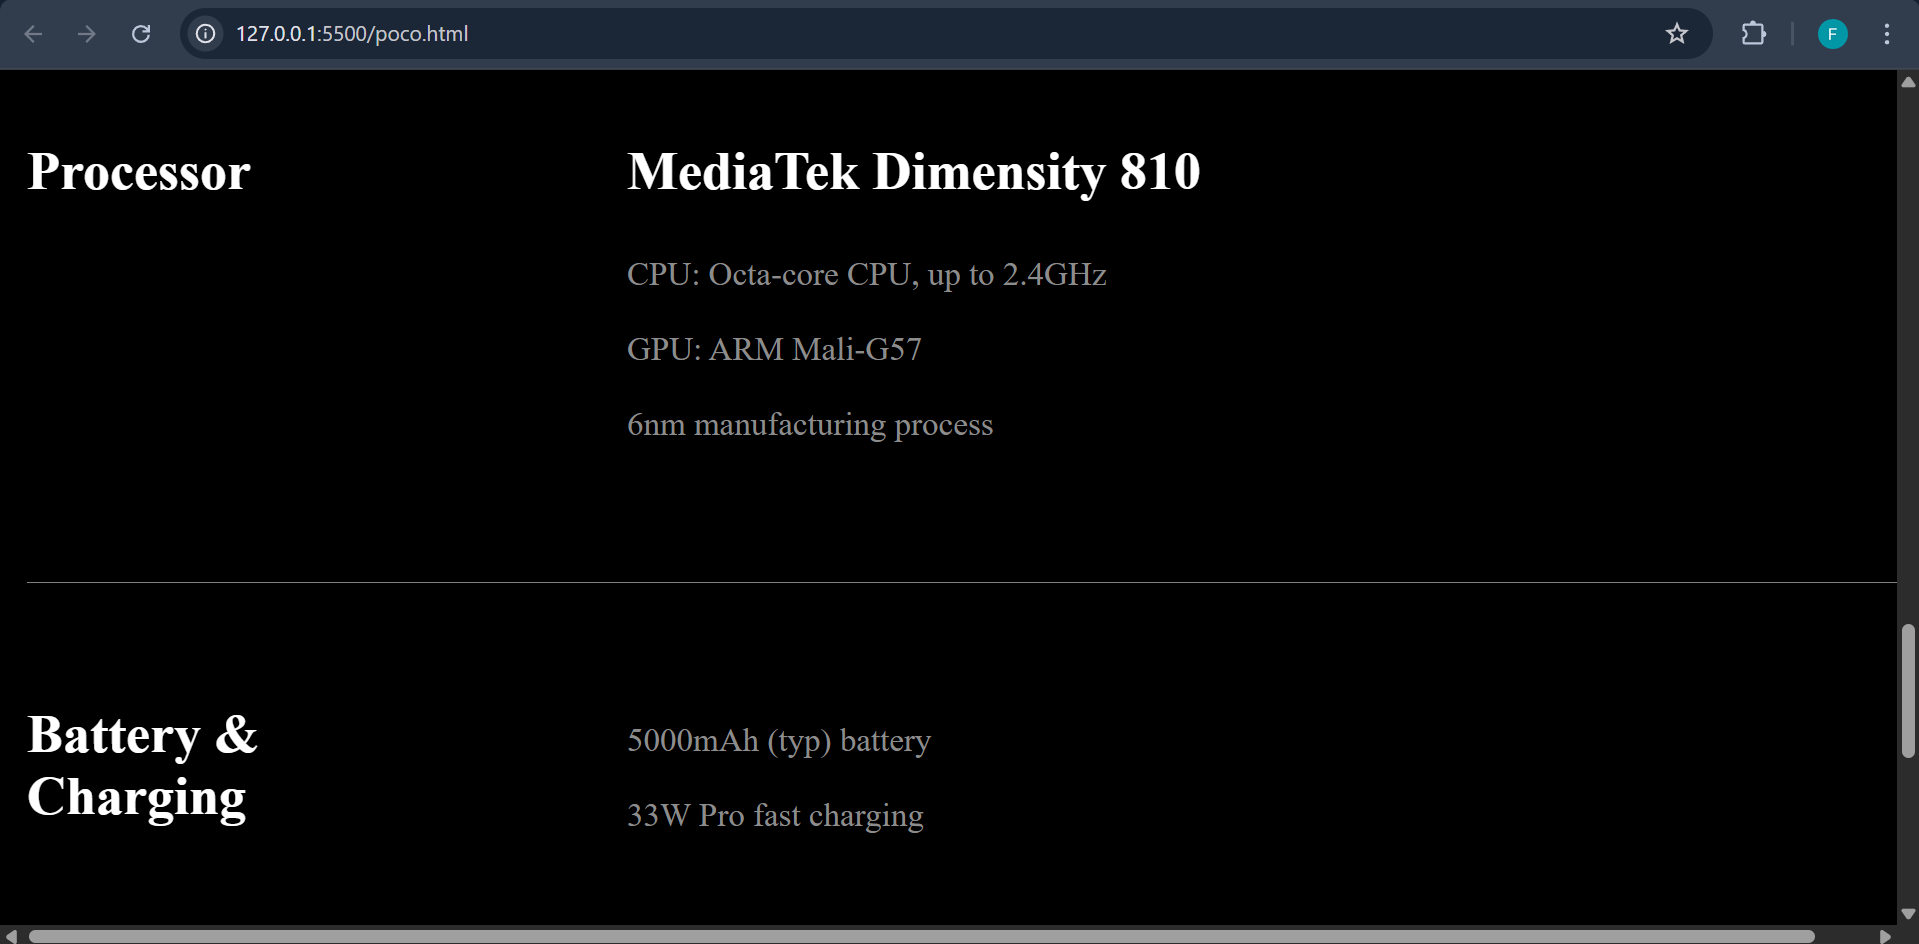 127.0.0.1:5500/poco.html
F
Processor
MediaTek Dimensity 810
CPU: Octa-core CPU, up to 2.4GHz
GPU: ARM Mali-G57
6nm manufacturing process
Battery &
Charging
5000mAh (typ) battery
33W Pro fast charging